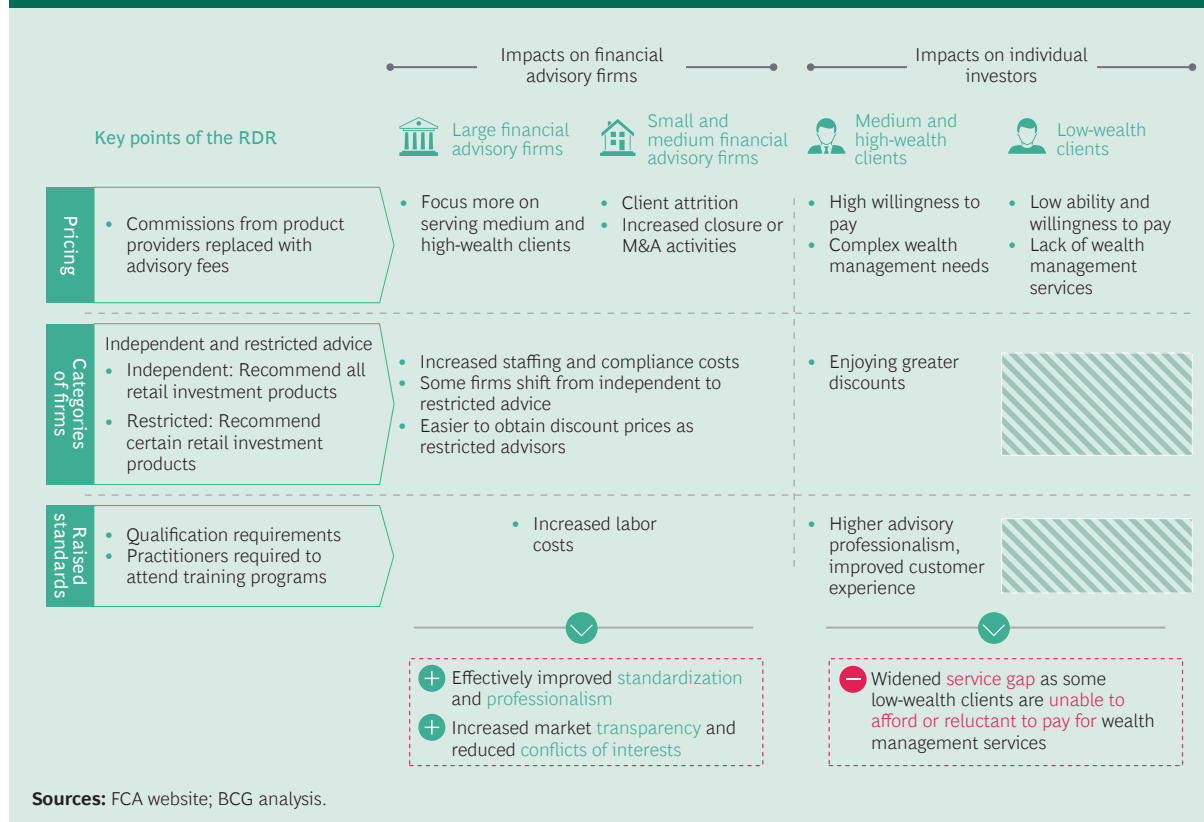 Impacts on financial
advisory firms
Impacts on individual
investors
Key points of the RDR
Large financial
advisory firms
Small and
medium financial
advisory firms
Medium and
high-wealth
clients
Low-wealth
clients
Pricing
• Commissions from product
providers replaced with
advisory fees
• Focus more on
serving medium and
high-wealth clients
• Client attrition
• Increased closure or
M&A activities
• High willingness to
pay
• Complex wealth
management needs
• Low ability and
willingness to pay
• Lack of wealth
management
services
Categories
of firms
Independent and restricted advice
• Independent: Recommend all
retail investment products
• Restricted: Recommend
certain retail investment
products
• Increased staffing and compliance costs
• Some firms shift from independent to
restricted advice
• Easier to obtain discount prices as
restricted advisors
• Enjoying greater
discounts
Raised
standards
• Qualification requirements
• Practitioners required to
attend training programs
• Increased labor
costs
• Higher advisory
professionalism,
improved customer
experience
Effectively improved standardization
and professionalism
Increased market transparency and
reduced conflicts of interests
Widened service gap as some
low-wealth clients are unable to
afford or reluctant to pay for wealth
management services
Sources: FCA website; BCG analysis.